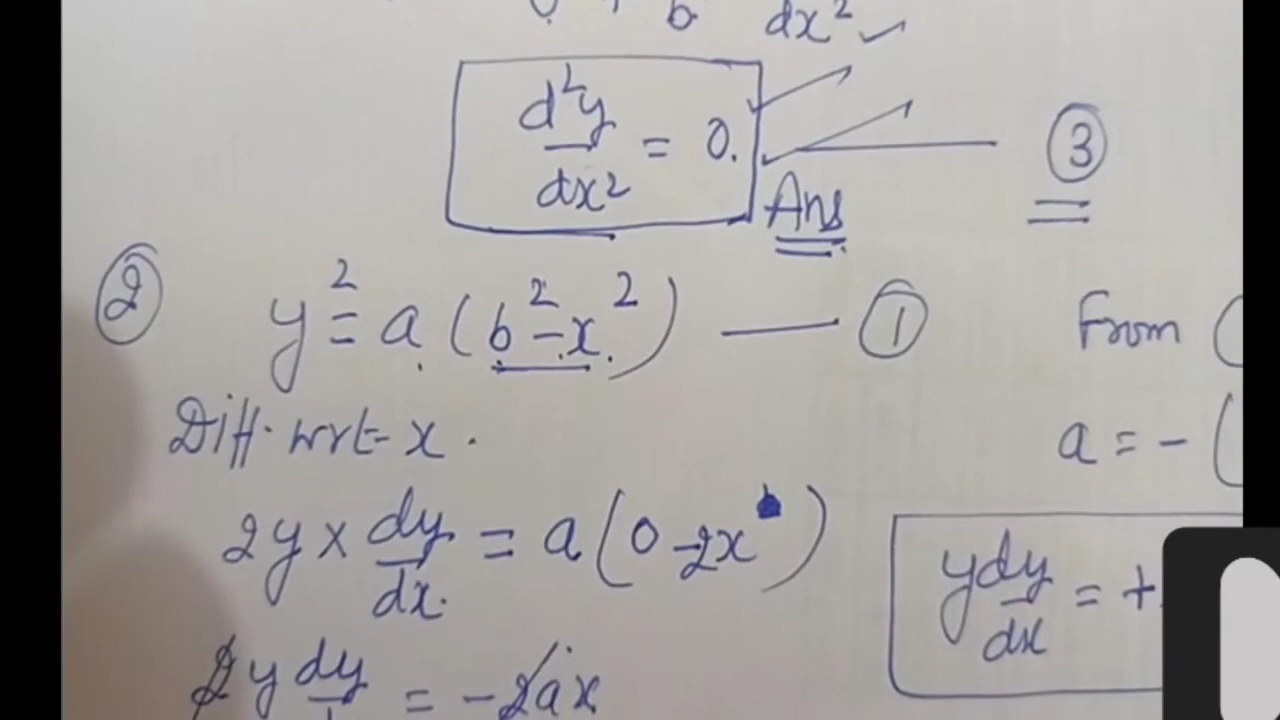 b dx²
d²y/dx² = 0.
③
Ans
② y² = a (b² - x²) —— ①
From
Diff. wrt x.
a = -
2y × dy/dx = a (0 - 2x)
y dy/dx = +
2y dy = -2ax